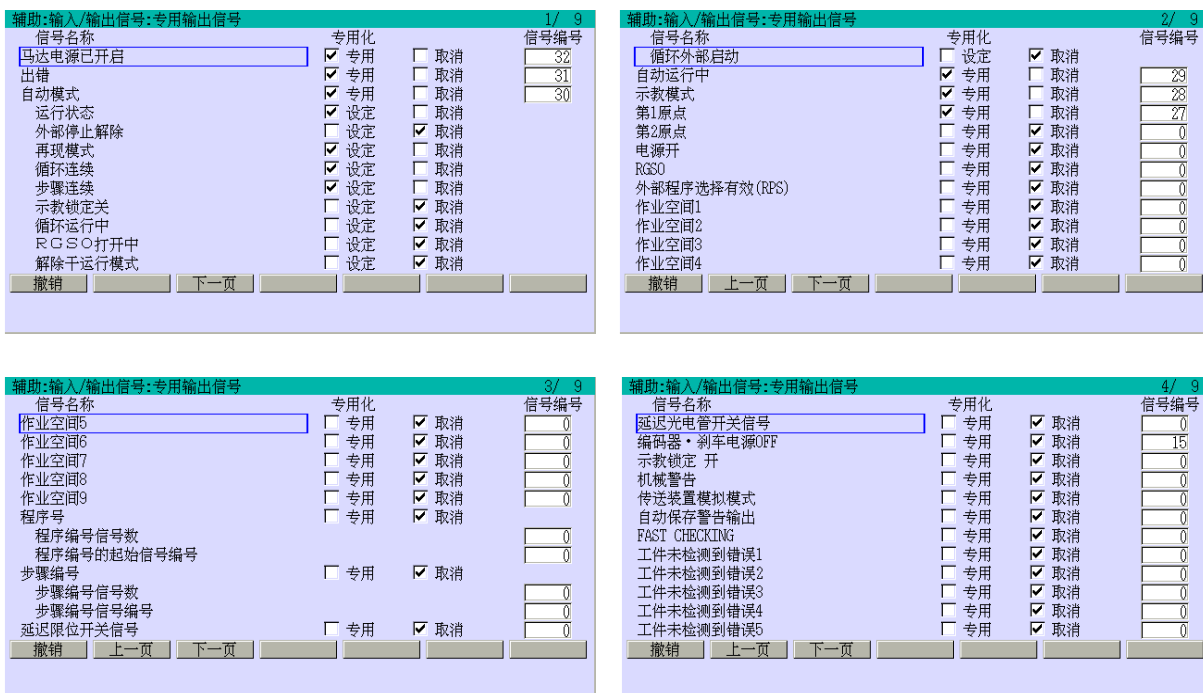 辅助:输入/输出信号:专用输出信号 1/ 9
信号名称 专用化 信号编号
马达电源已开启 专用 取消 32
出错 专用 取消 31
自动模式 专用 取消 30
运行状态 设定 取消
外部停止解除 设定 取消
再现模式 设定 取消
循环连续 设定 取消
步骤连续 设定 取消
示教锁定关 设定 取消
循环运行中 设定 取消
RGSO打开中 设定 取消
解除干运行模式 设定 取消
撤销 下一页
辅助:输入/输出信号:专用输出信号 2/ 9
信号名称 专用化 信号编号
循环外部启动 设定 取消
自动运行中 专用 取消 29
示教模式 专用 取消 28
第1原点 专用 取消 27
第2原点 专用 取消 0
电源开 专用 取消 0
RGSO 专用 取消 0
外部程序选择有效(RPS) 专用 取消 0
作业空间1 专用 取消 0
作业空间2 专用 取消 0
作业空间3 专用 取消 0
作业空间4 专用 取消 0
撤销 上一页 下一页
辅助:输入/输出信号:专用输出信号 3/ 9
信号名称 专用化 信号编号
作业空间5 专用 取消 0
作业空间6 专用 取消 0
作业空间7 专用 取消 0
作业空间8 专用 取消 0
作业空间9 专用 取消 0
程序号 专用 取消
程序编号信号数 0
程序编号的起始信号编号 0
步骤编号 专用 取消
步骤编号信号数 0
步骤编号信号编号 0
延迟限位开关信号 专用 取消 0
撤销 上一页 下一页
辅助:输入/输出信号:专用输出信号 4/ 9
信号名称 专用化 信号编号
延迟光电管开关信号 专用 取消 0
编码器·刹车电源OFF 专用 取消 15
示教锁定 开 专用 取消 0
机械警告 专用 取消 0
传送装置模拟模式 专用 取消 0
自动保存警告输出 专用 取消 0
FAST CHECKING 专用 取消 0
工件未检测到错误1 专用 取消 0
工件未检测到错误2 专用 取消 0
工件未检测到错误3 专用 取消 0
工件未检测到错误4 专用 取消 0
工件未检测到错误5 专用 取消 0
撤销 上一页 下一页